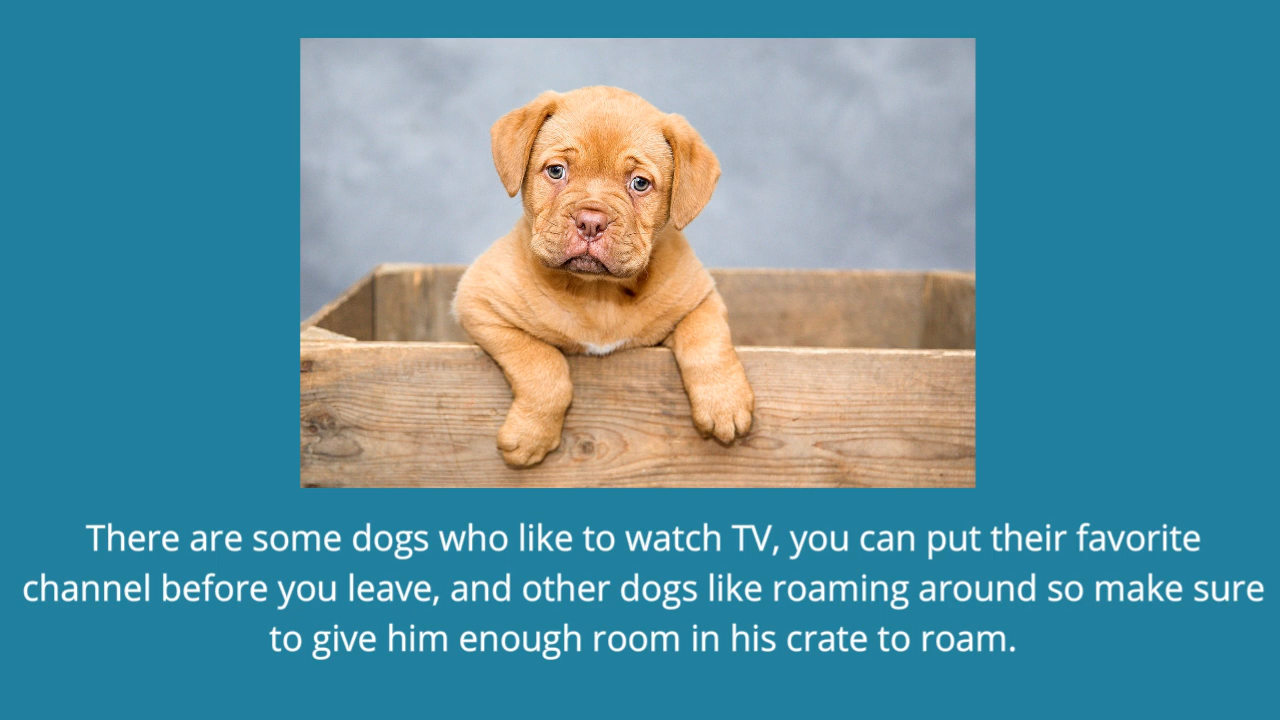 There are some dogs who like to watch TV, you can put their favorite
channel before you leave, and other dogs like roaming around so make sure
to give him enough room in his crate to roam.